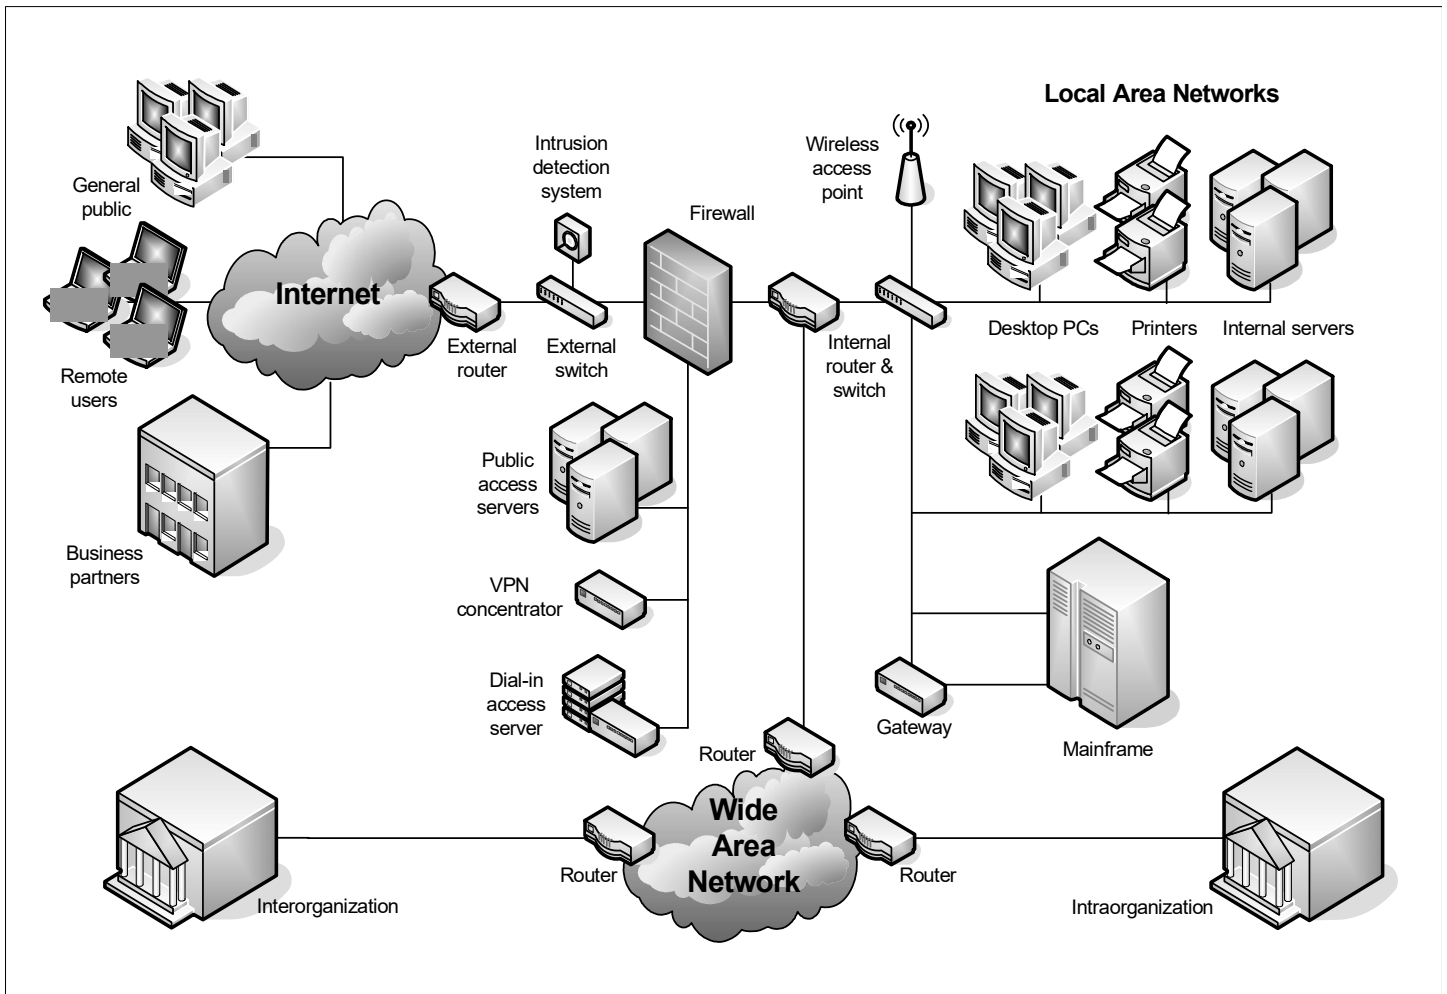 Local Area Networks
General
public
Intrusion
detection
system
Wireless
access
point
Firewall
Internet
Remote
users
External
router
External
switch
Internal
router &
switch
Desktop PCs
Printers
Internal servers
Public
access
servers
Business
partners
VPN
concentrator
Dial-in
access
server
Gateway
Mainframe
Router
Wide
Area
Network
Router
Router
Interorganization
Intraorganization